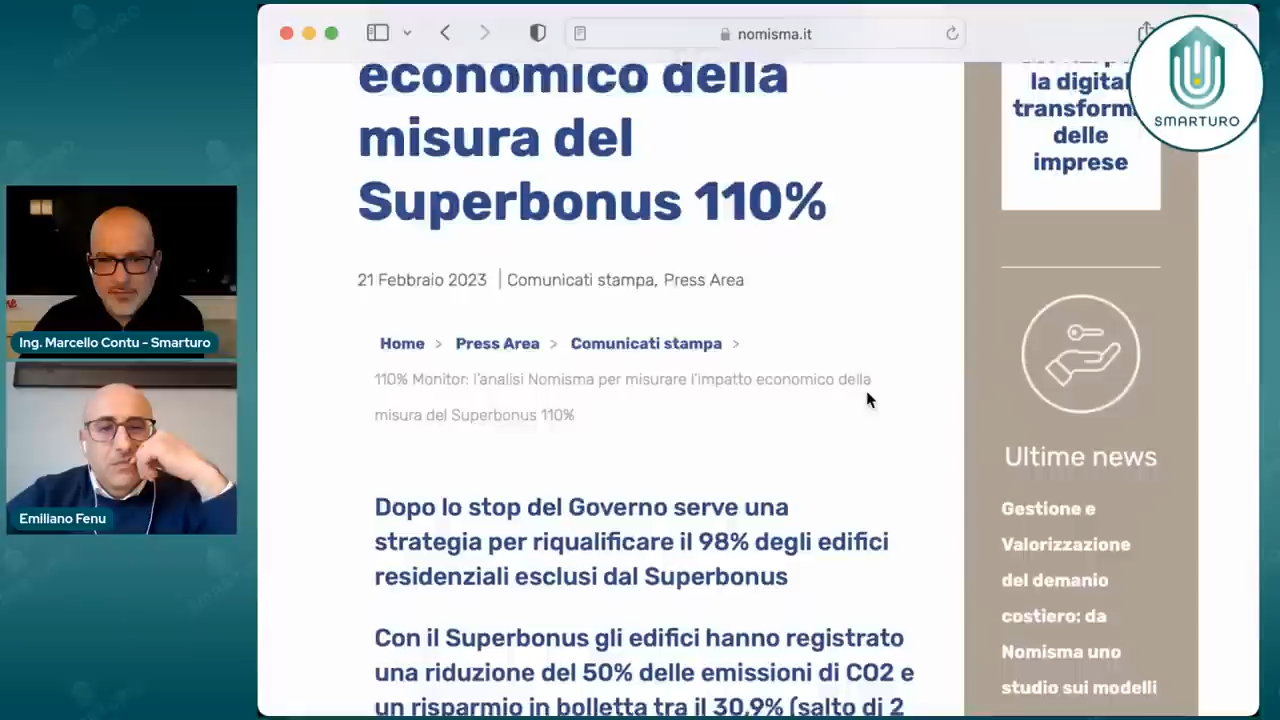 nomisma.it
economico della
misura del
Superbonus 110%
21 Febbraio 2023 | Comunicati stampa, Press Area
Home > Press Area > Comunicati stampa >
110% Monitor: l'analisi Nomisma per misurare l'impatto economico della
misura del Superbonus 110%
Dopo lo stop del Governo serve una
strategia per riqualificare il 98% degli edifici
residenziali esclusi dal Superbonus
Con il Superbonus gli edifici hanno registrato
una riduzione del 50% delle emissioni di CO2 e
un risparmio in bolletta tra il 30,9% (salto di 2
la digital
transform
delle
imprese
SMARTURO
Ultime news
Gestione e
Valorizzazione
del demanio
costiero: da
Nomisma uno
studio sui modelli
Ing. Marcello Contu - Smarturo
Emiliano Fenu